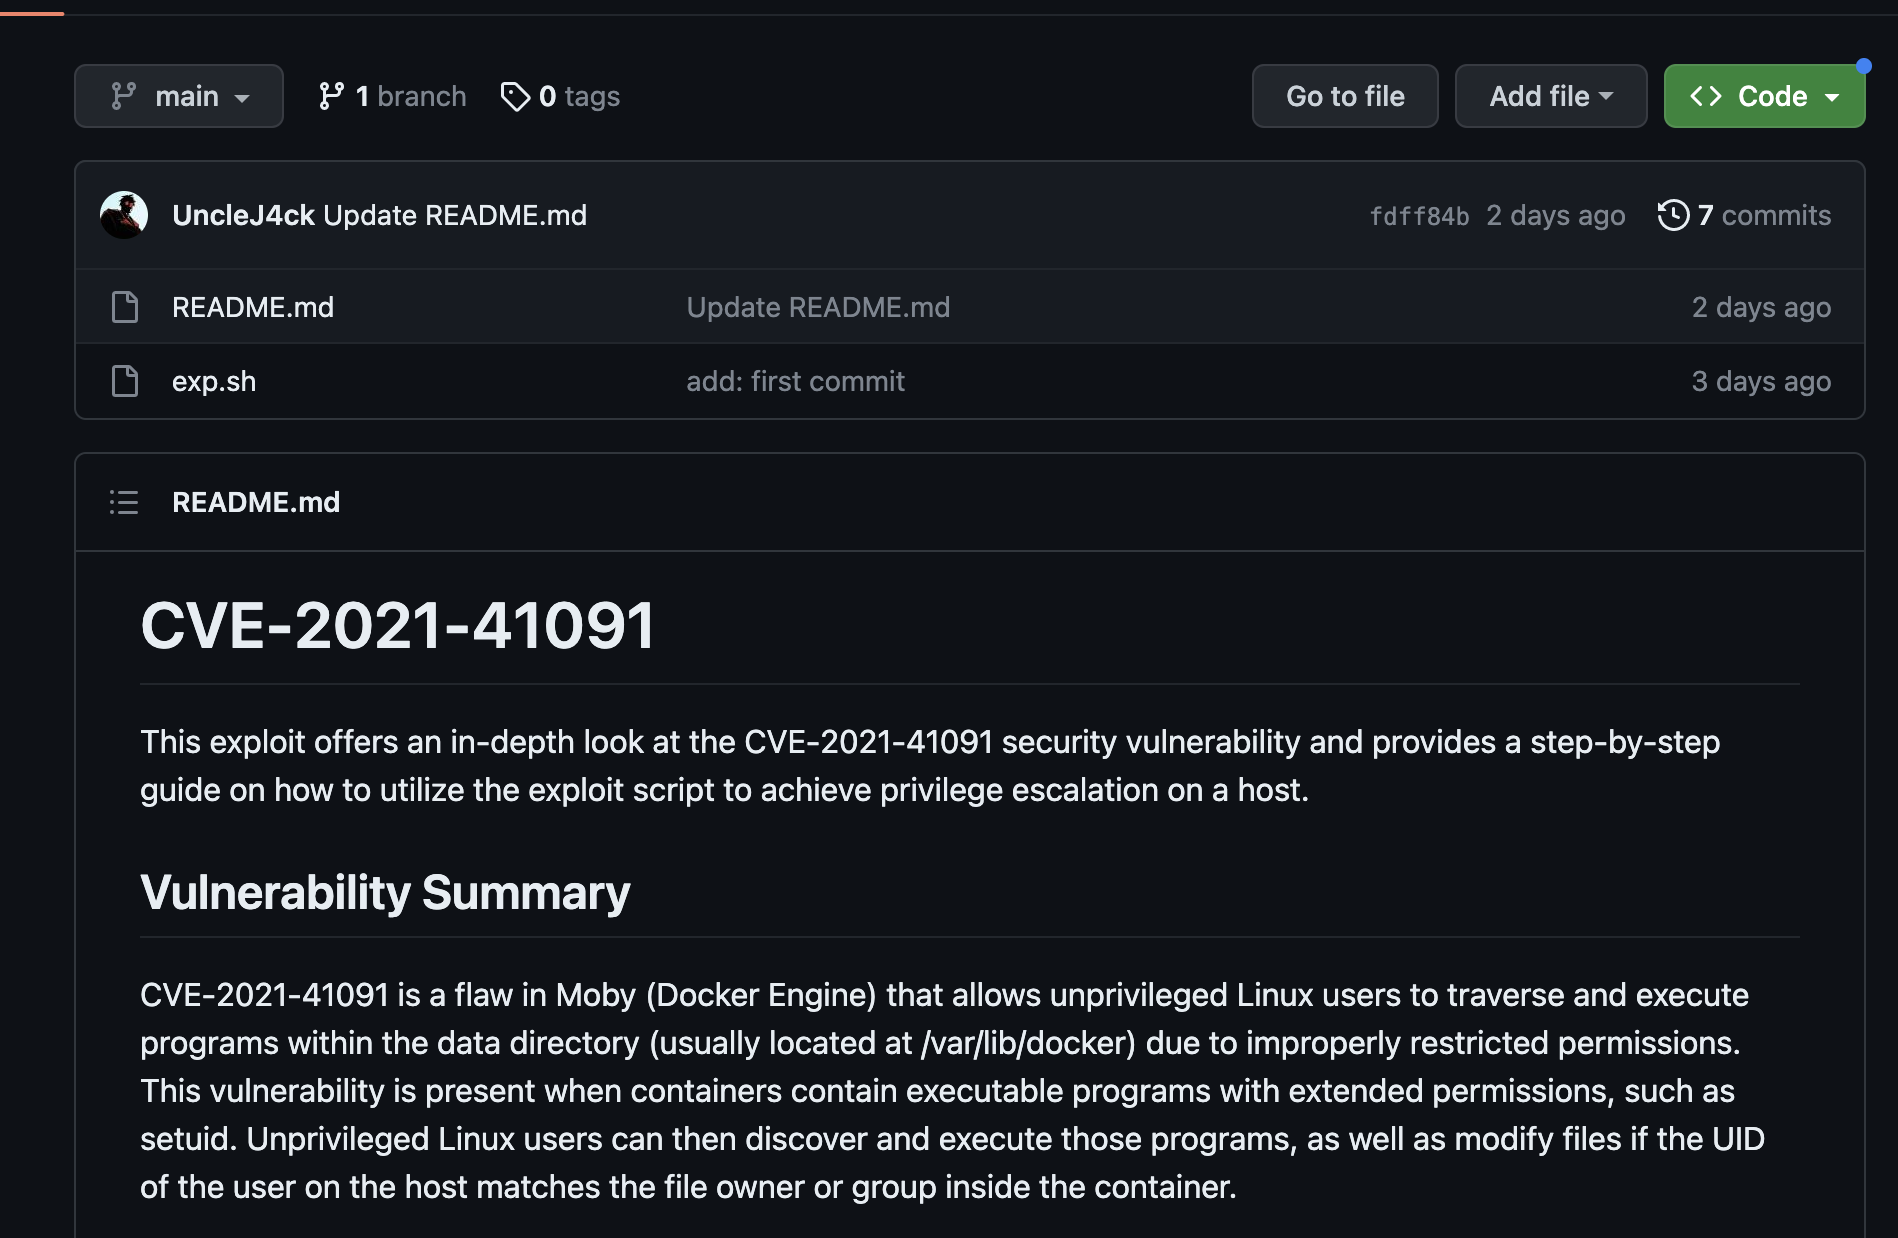 main 1 branch 0 tags Go to file Add file Code
UncleJ4ck Update README.md fdff84b 2 days ago 7 commits
README.md Update README.md 2 days ago
exp.sh add: first commit 3 days ago
README.md
CVE-2021-41091
This exploit offers an in-depth look at the CVE-2021-41091 security vulnerability and provides a step-by-step
guide on how to utilize the exploit script to achieve privilege escalation on a host.
Vulnerability Summary
CVE-2021-41091 is a flaw in Moby (Docker Engine) that allows unprivileged Linux users to traverse and execute
programs within the data directory (usually located at /var/lib/docker) due to improperly restricted permissions.
This vulnerability is present when containers contain executable programs with extended permissions, such as
setuid. Unprivileged Linux users can then discover and execute those programs, as well as modify files if the UID
of the user on the host matches the file owner or group inside the container.